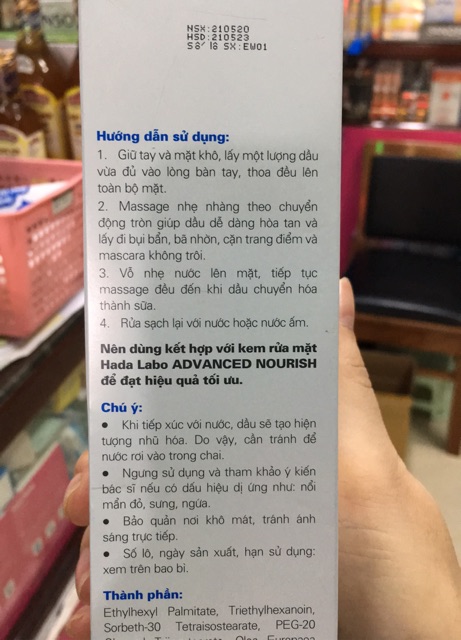 NSX:210520
HSD:210523
Số lô SX:EW01
Hướng dẫn sử dụng:
1. Giữ tay và mặt khô, lấy một lượng dầu
vừa đủ vào lòng bàn tay, thoa đều lên
toàn bộ mặt.
2. Massage nhẹ nhàng theo chuyển
động tròn giúp dầu dễ dàng hòa tan và
lấy đi bụi bẩn, bã nhờn, cặn trang điểm và
mascara không trôi.
3. Vỗ nhẹ nước lên mặt, tiếp tục
massage đều đến khi dầu chuyển hóa
thành sữa.
4. Rửa sạch lại với nước hoặc nước ấm.
Nên dùng kết hợp với kem rửa mặt
Hada Labo ADVANCED NOURISH
để đạt hiệu quả tối ưu.
Chú ý:
• Khi tiếp xúc với nước, dầu sẽ tạo hiện
tượng nhũ hóa. Do vậy, cần tránh để
nước rơi vào trong chai.
• Ngưng sử dụng và tham khảo ý kiến
bác sĩ nếu có dấu hiệu dị ứng như: nổi
mẩn đỏ, sưng, ngứa.
• Bảo quản nơi khô mát, tránh ánh
sáng trực tiếp.
• Số lô, ngày sản xuất, hạn sử dụng:
xem trên bao bì.
Thành phần:
Ethylhexyl Palmitate, Triethylhexanoin,
Sorbeth-30 Tetraisostearate, PEG-20